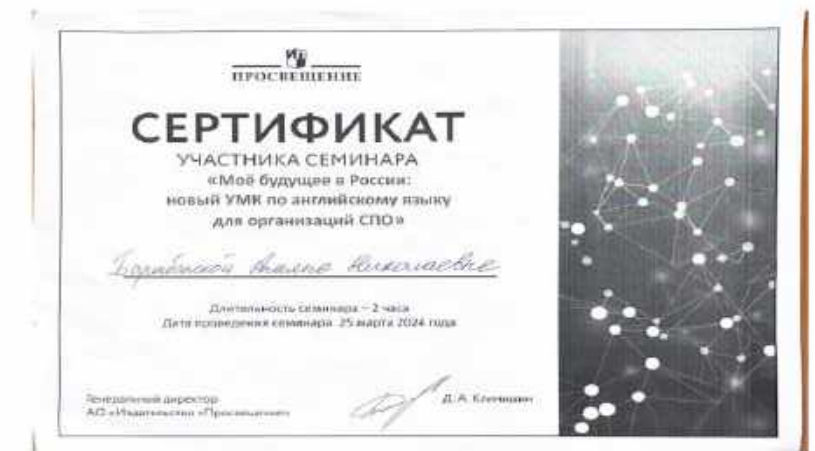 ПРОСВЕЩЕНИЕ
СЕРТИФИКАТ
УЧАСТНИКА СЕМИНАРА
«Моё будущее в России:
новый УМК по английскому языку
для организаций СПО»
Николаевне
Длительность семинара – 2 часа
Дата проведения семинара 25 марта 2024 года
Генеральный директор
АО «Издательство «Просвещение»
Д. А. Климишин